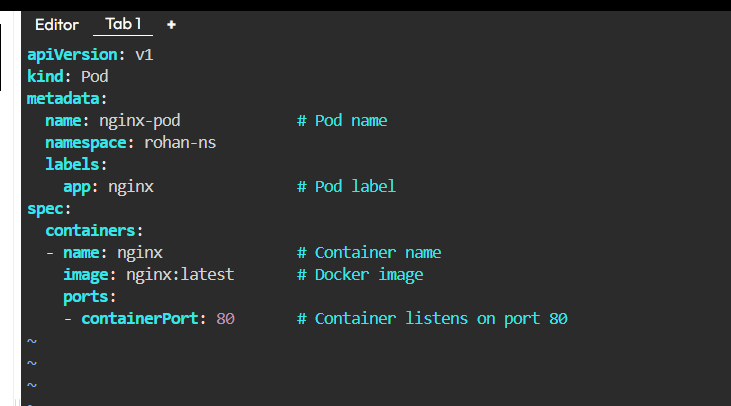 Editor Tab 1 +
apiVersion: v1
kind: Pod
metadata:
  name: nginx-pod             # Pod name
  namespace: rohan-ns
  labels:
    app: nginx                # Pod label
spec:
  containers:
  - name: nginx               # Container name
    image: nginx:latest       # Docker image
    ports:
    - containerPort: 80       # Container listens on port 80
~
~
~